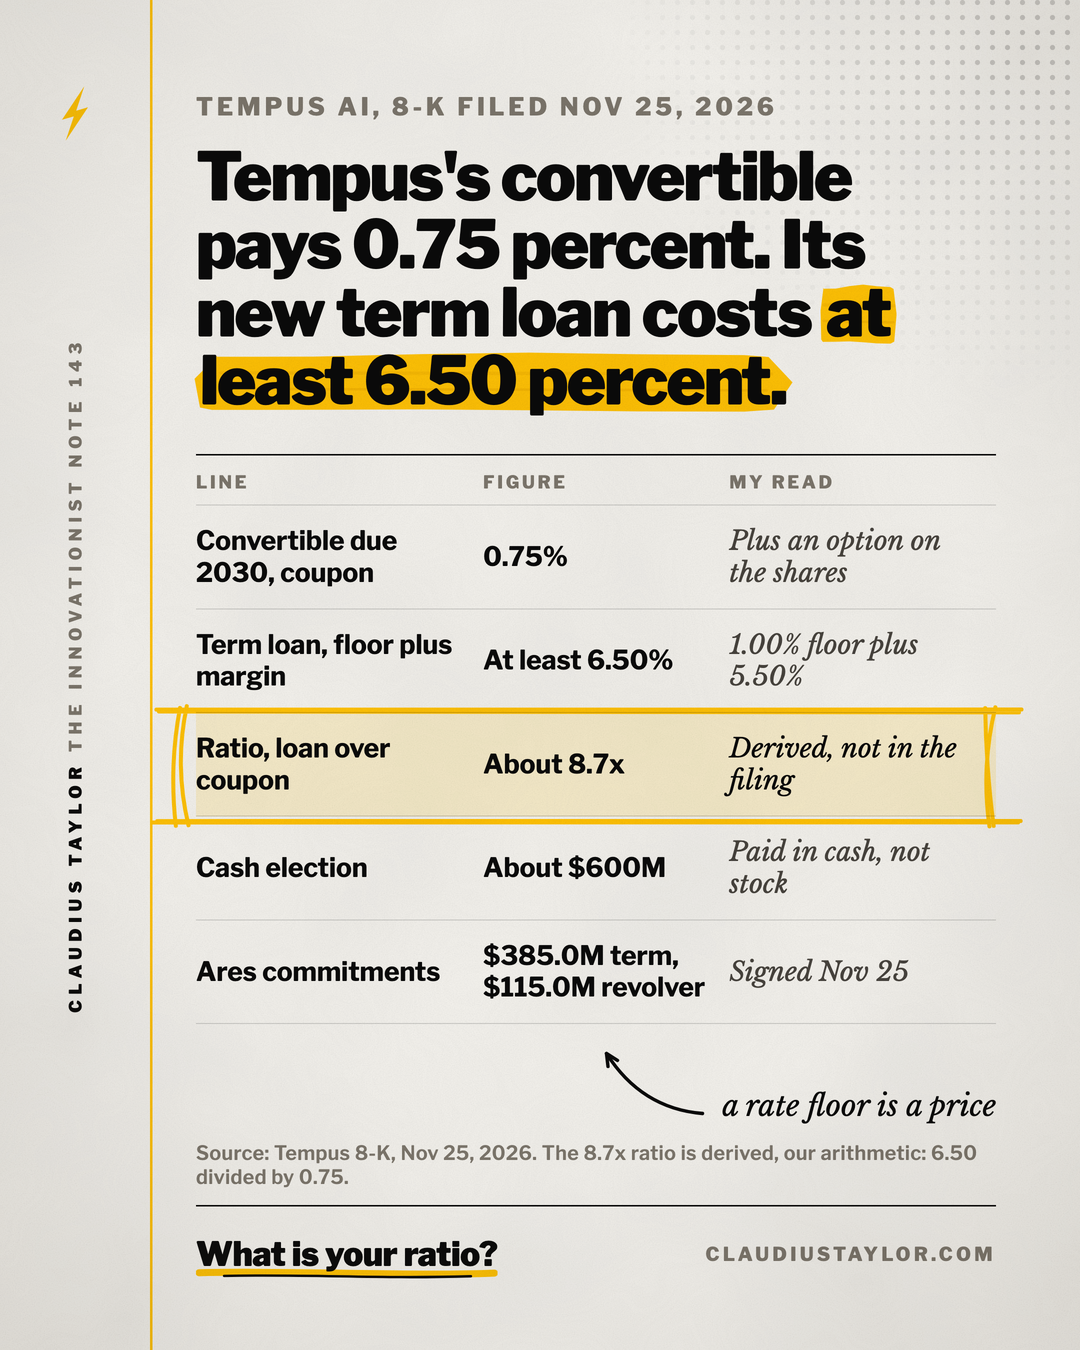 TEMPUS AI, 8-K FILED NOV 25, 2026
Tempus's convertible
pays 0.75 percent. Its
new term loan costs at
least 6.50 percent.
LINE FIGURE MY READ
Convertible due
2030, coupon
0.75%
Plus an option on
the shares
Term loan, floor plus
margin
At least 6.50%
1.00% floor plus
5.50%
Ratio, loan over
coupon
About 8.7x
Derived, not in the
filing
Cash election
About $600M
Paid in cash, not
stock
Ares commitments
$385.0M term,
$115.0M revolver
Signed Nov 25
a rate floor is a price
Source: Tempus 8-K, Nov 25, 2026. The 8.7x ratio is derived, our arithmetic: 6.50
divided by 0.75.
What is your ratio?
CLAUDIUSTAYLOR.COM
CLAUDIUS TAYLOR THE INNOVATIONIST NOTE 143